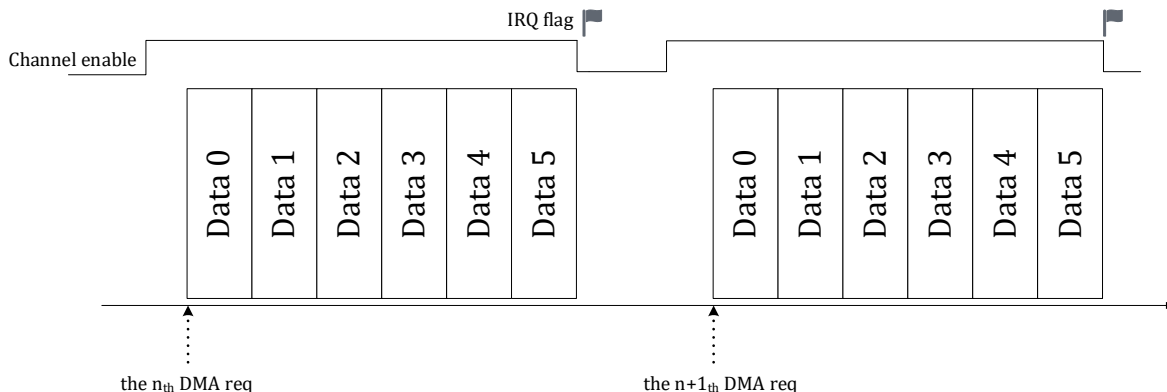 IRQ flag
Channel enable
Data 0
Data 1
Data 2
Data 3
Data 4
Data 5
Data 0
Data 1
Data 2
Data 3
Data 4
Data 5
the nth DMA req
the n+1th DMA req